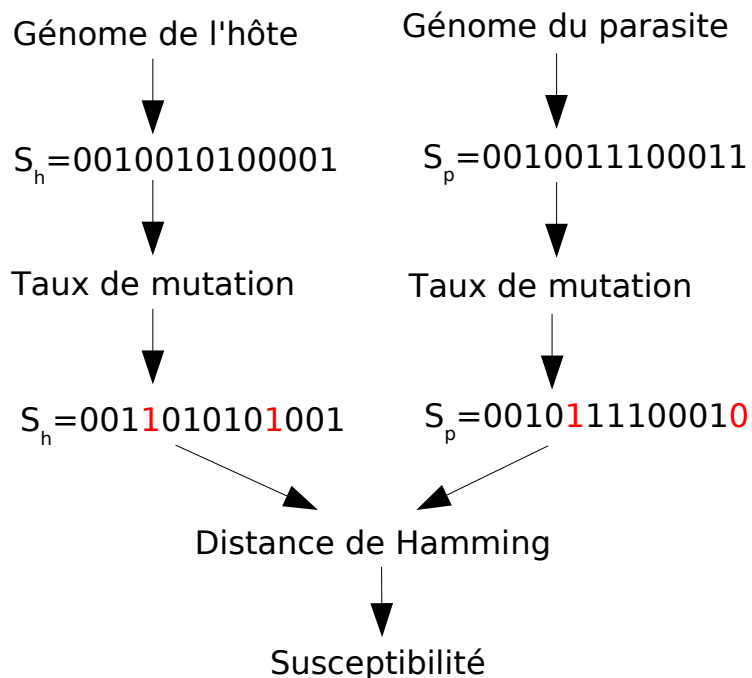 Génome de l'hôte
Génome du parasite
Sh=0010010100001
Sp=0010011100011
Taux de mutation
Taux de mutation
Sh=0011010101001
Sp=0010111100010
Distance de Hamming
Susceptibilité